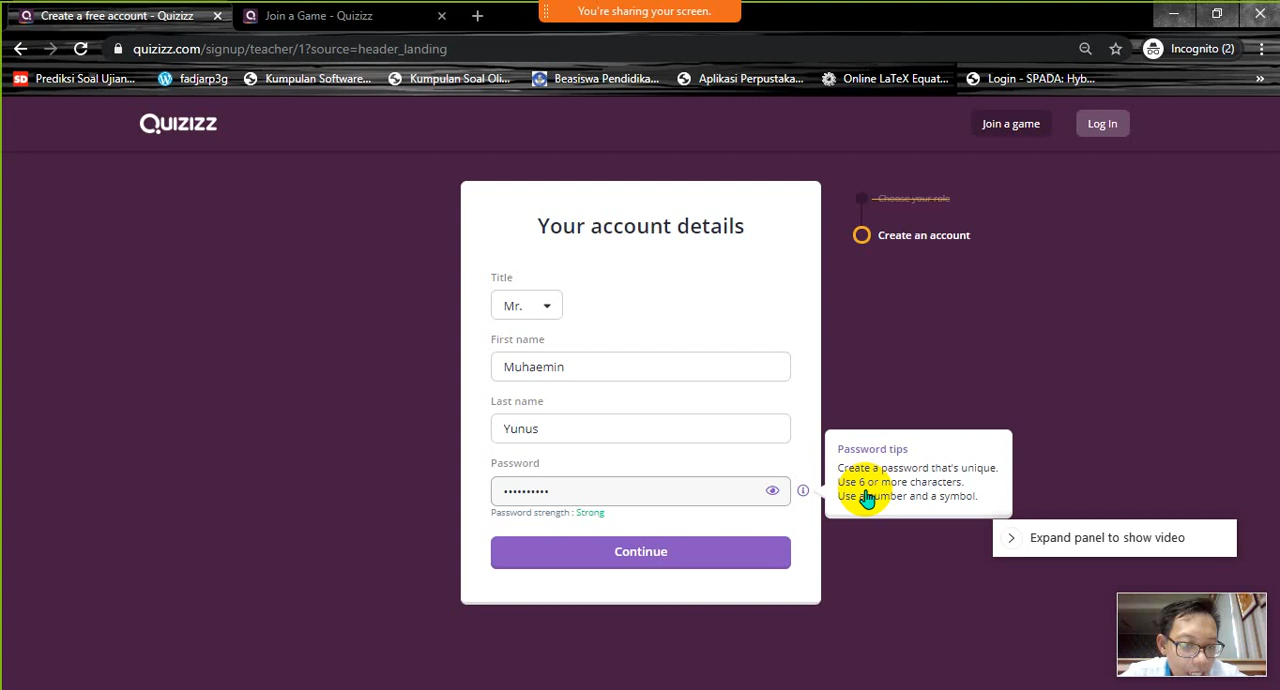 Create a free account - Quizizz
Join a Game - Quizizz
You're sharing your screen.
quizizz.com/signup/teacher/1?source=header_landing
Incognito (2)
SD Prediksi Soal Ujian...
fadjarp3g
Kumpulan Software...
Kumpulan Soal Oli...
Beasiswa Pendidika...
Aplikasi Perpustaka...
Online LaTeX Equat...
Login - SPADA: Hyb...
Quizizz
Join a game
Log In
Choose your role
Create an account
Your account details
Title
Mr.
First name
Muhaemin
Last name
Yunus
Password
Password strength : Strong
Continue
Password tips
Create a password that's unique.
Use 6 or more characters.
Use a number and a symbol.
Expand panel to show video